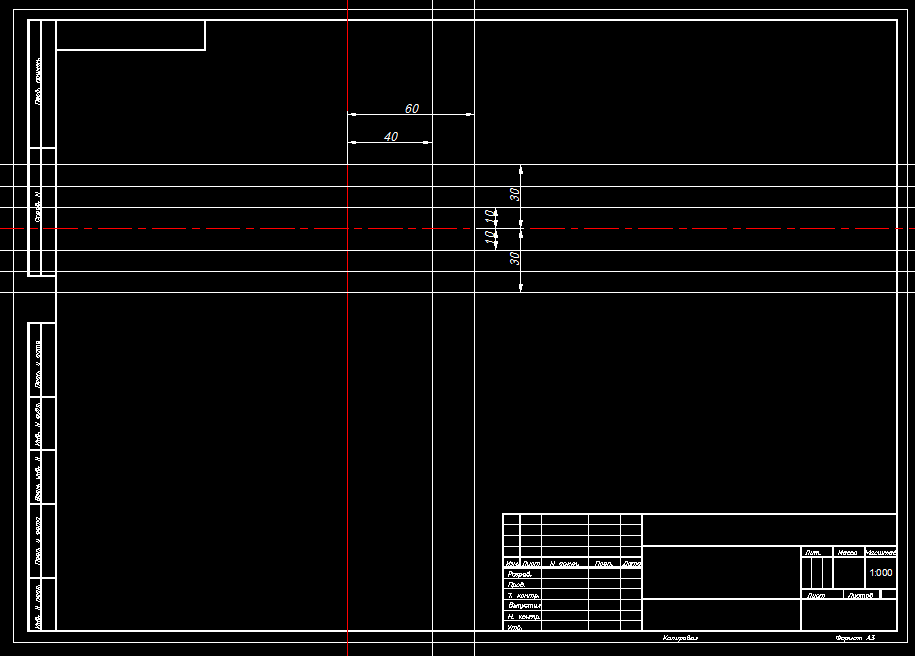 Перв. примен.
Справ. N
Подп. и дата
Инв. N дубл.
Взам. инв. N
Подп. и дата
Инв. N подл.
60
40
30
10
10
30
Изм. Лист N докум. Подп. Дата
Разраб.
Пров.
Т. контр.
Выпустил
Н. контр.
Утв.
Лит. Масса Масштаб
1:000
Лист Листов
Копировал Формат А3